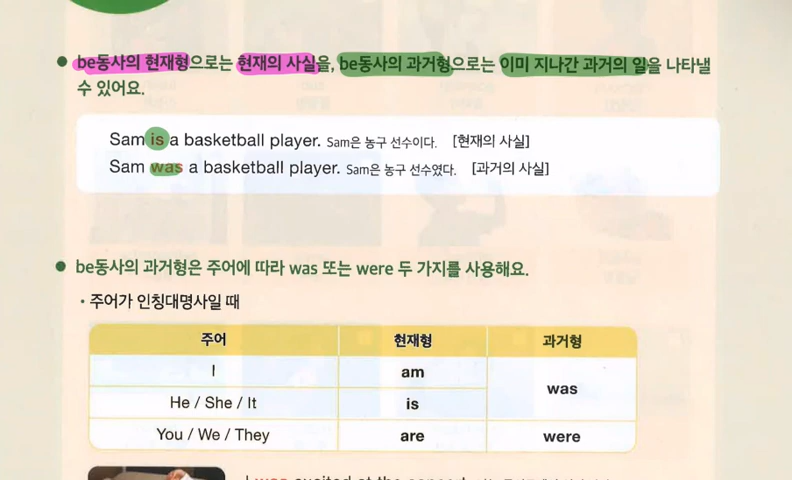 be동사의 현재형으로는 현재의 사실을, be동사의 과거형으로는 이미 지나간 과거의 일을 나타낼
수 있어요.
Sam is a basketball player. Sam은 농구 선수이다. [현재의 사실]
Sam was a basketball player. Sam은 농구 선수였다. [과거의 사실]
be동사의 과거형은 주어에 따라 was 또는 were 두 가지를 사용해요.
• 주어가 인칭대명사일 때
주어 현재형 과거형
I am was
He / She / It is
You / We / They are were
I was excited at the concert.